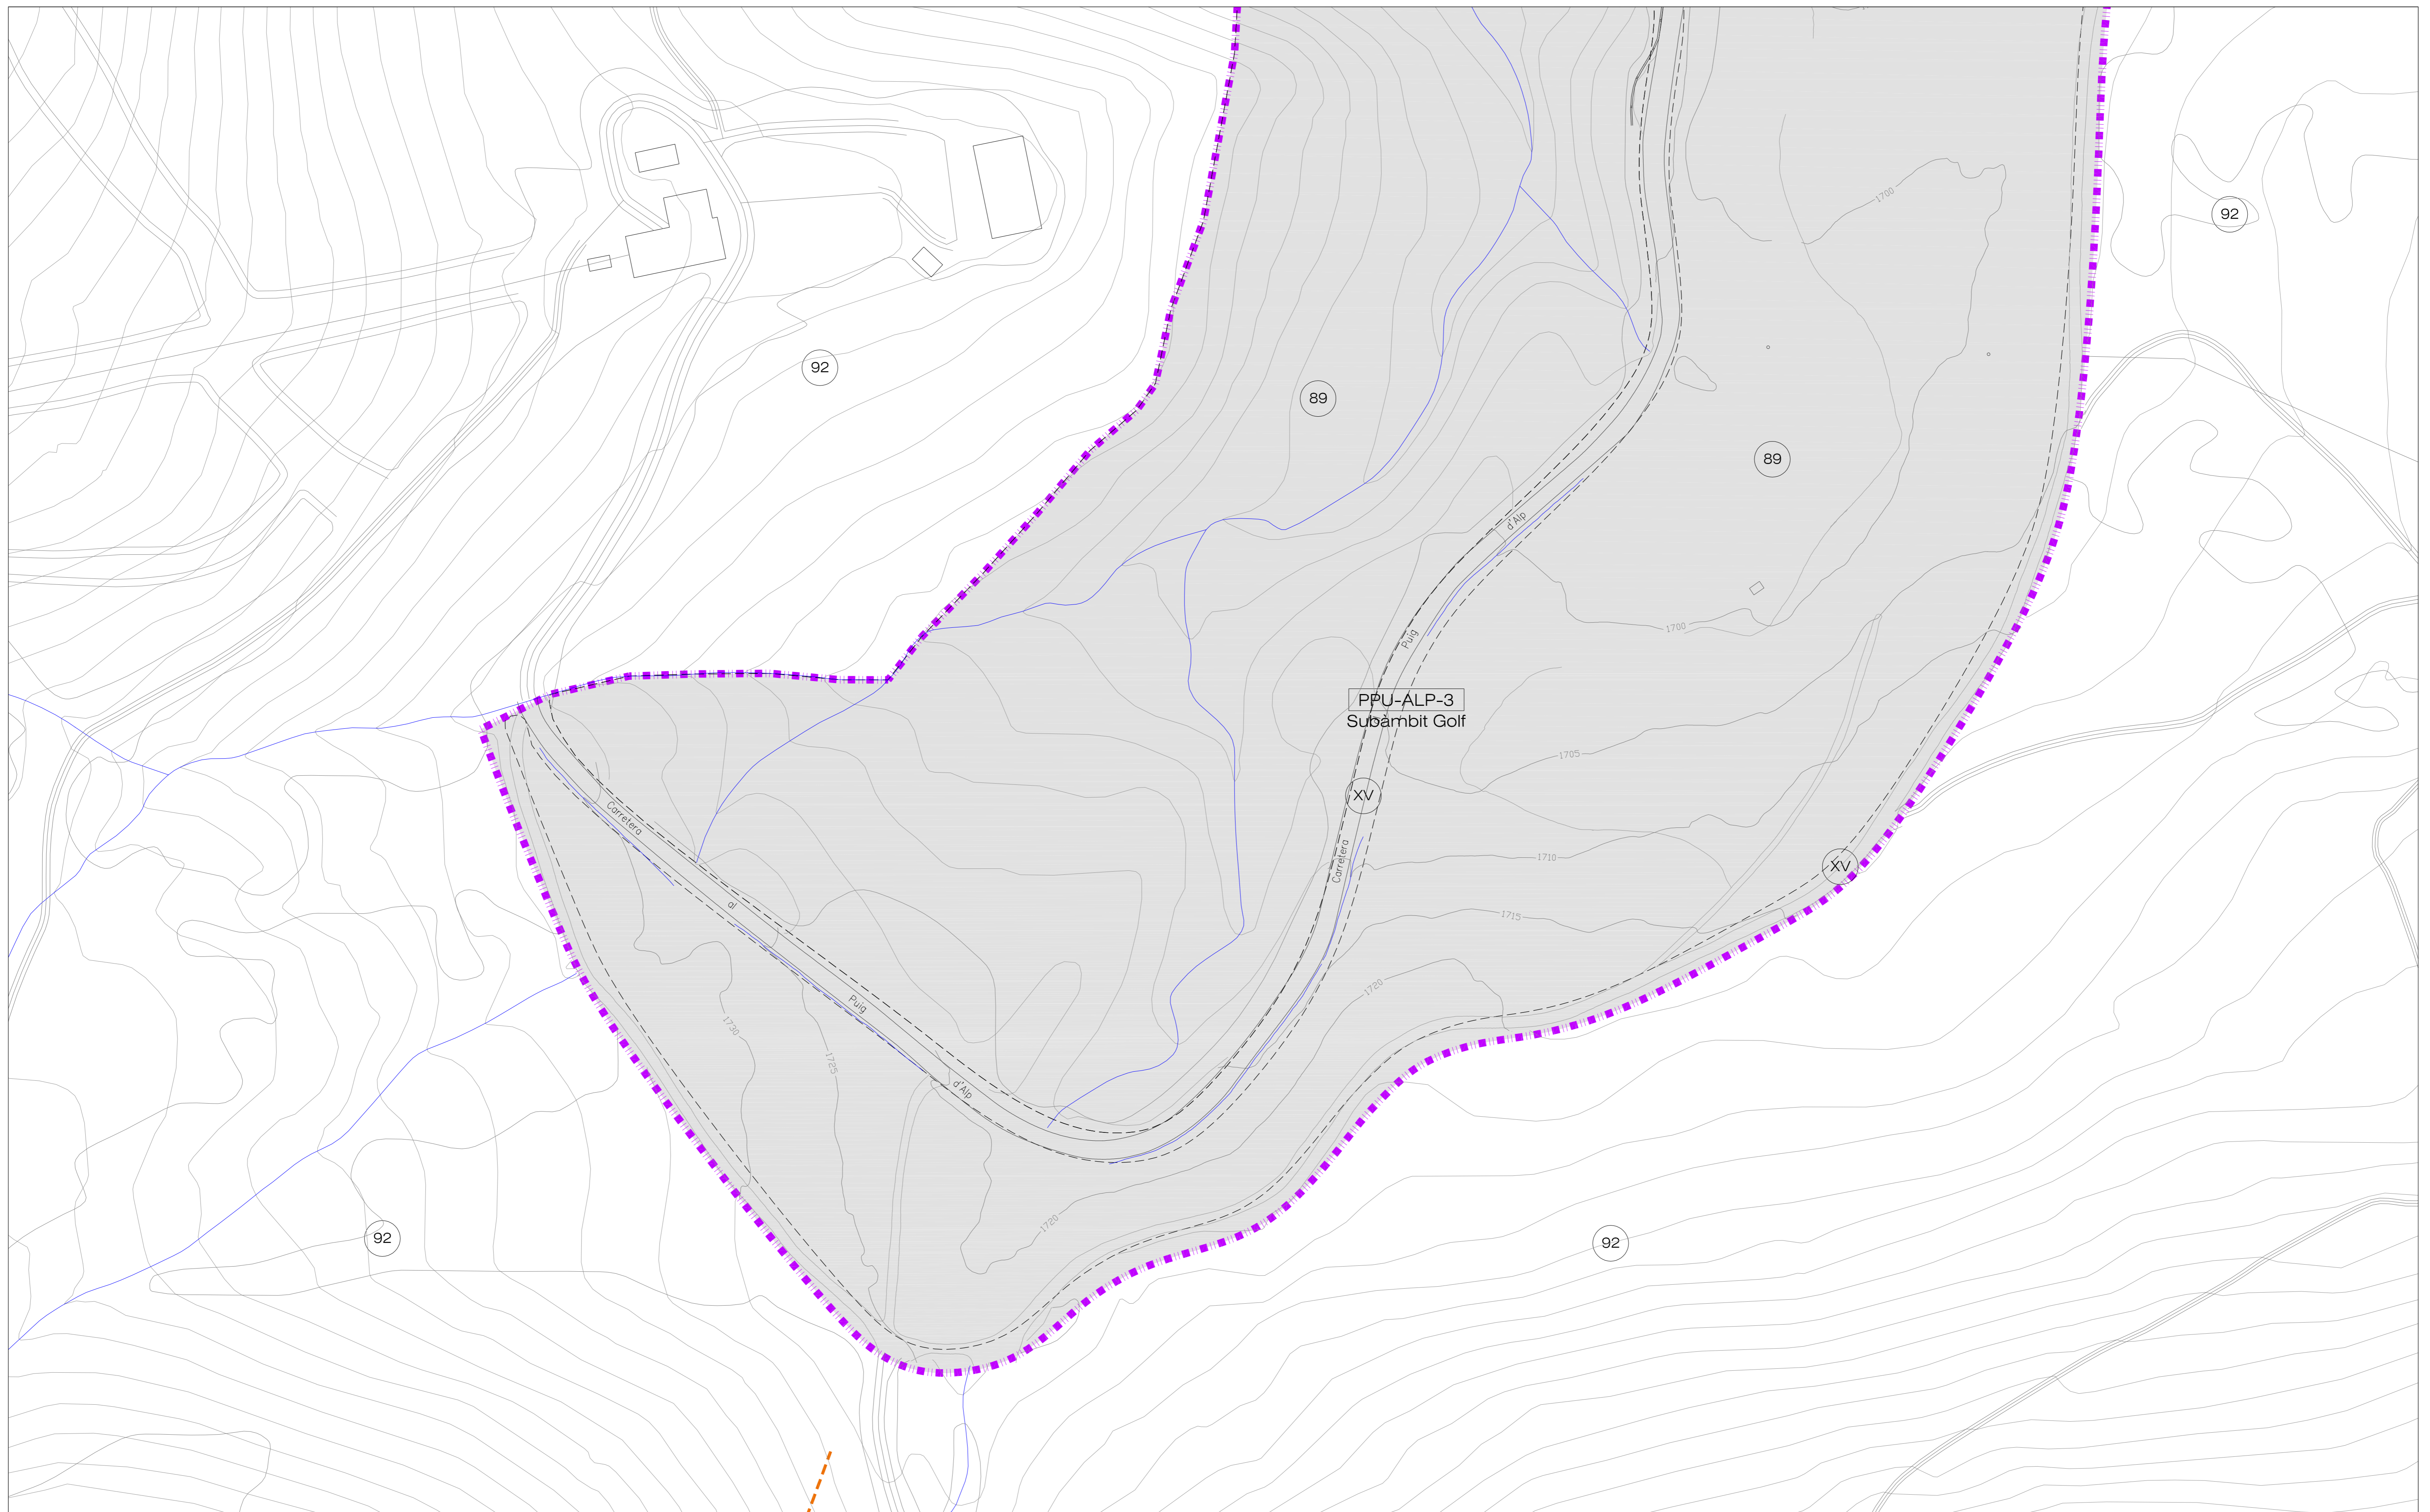 1700
92
92
89
89
d'Alp
Puig
1700
PPU-ALP-3
Subambit Golf
1705
XV
Carretera
Carretera
1710
XV
al
1715
1720
Puig
1730
1725
d'Alp
1720
92
92